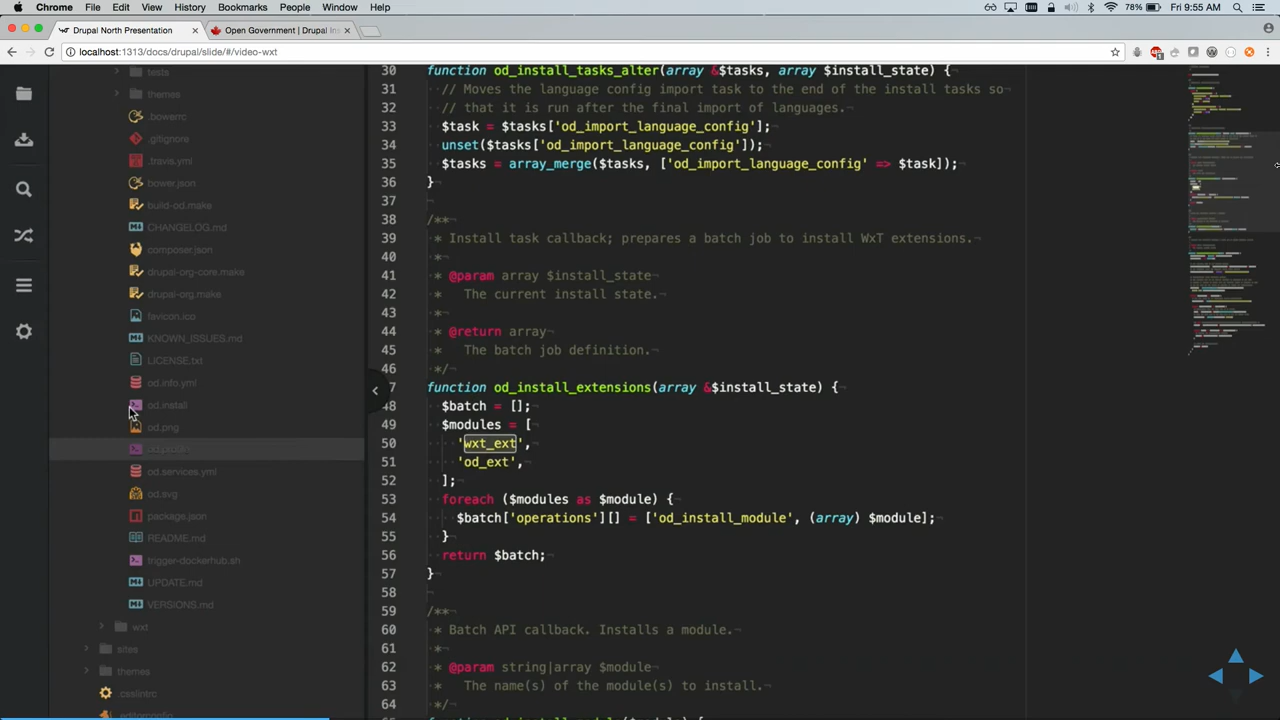 Chrome File Edit View History Bookmarks People Window Help 78% Fri 9:55 AM
Drupal North Presentation × Open Government | Drupal In ×
localhost:1313/docs/drupal/slide/#/video-wxt
tests
themes
.bowerrc
.gitignore
.travis.yml
bower.json
build-od.make
CHANGELOG.md
composer.json
drupal-org-core.make
drupal-org.make
favicon.ico
KNOWN_ISSUES.md
LICENSE.txt
od.info.yml
od.install
od.png
od.services.yml
od.svg
package.json
README.md
trigger-dockerhub.sh
UPDATE.md
VERSIONS.md
wxt
sites
themes
.csslintrc
.editorconfig
30 function od_install_tasks_alter(array &$tasks, array $install_state) {
31 // Moves the language config import task to the end of the install tasks so
32 // that it is run after the final import of languages.
33 $task = $tasks['od_import_language_config'];
34 unset($tasks['od_import_language_config']);
35 $tasks = array_merge($tasks, ['od_import_language_config' => $task]);
36 }
37
38 /**
39 * Install task callback; prepares a batch job to install WxT extensions.
40 *
41 * @param array $install_state
42 * The current install state.
43 *
44 * @return array
45 * The batch job definition.
46 */
47 function od_install_extensions(array &$install_state) {
48 $batch = [];
49 $modules = [
50 'wxt_ext',
51 'od_ext',
52 ];
53 foreach ($modules as $module) {
54 $batch['operations'][] = ['od_install_module', (array) $module];
55 }
56 return $batch;
57 }
58
59 /**
60 * Batch API callback. Installs a module.
61 *
62 * @param string|array $module
63 * The name(s) of the module(s) to install.
64 */